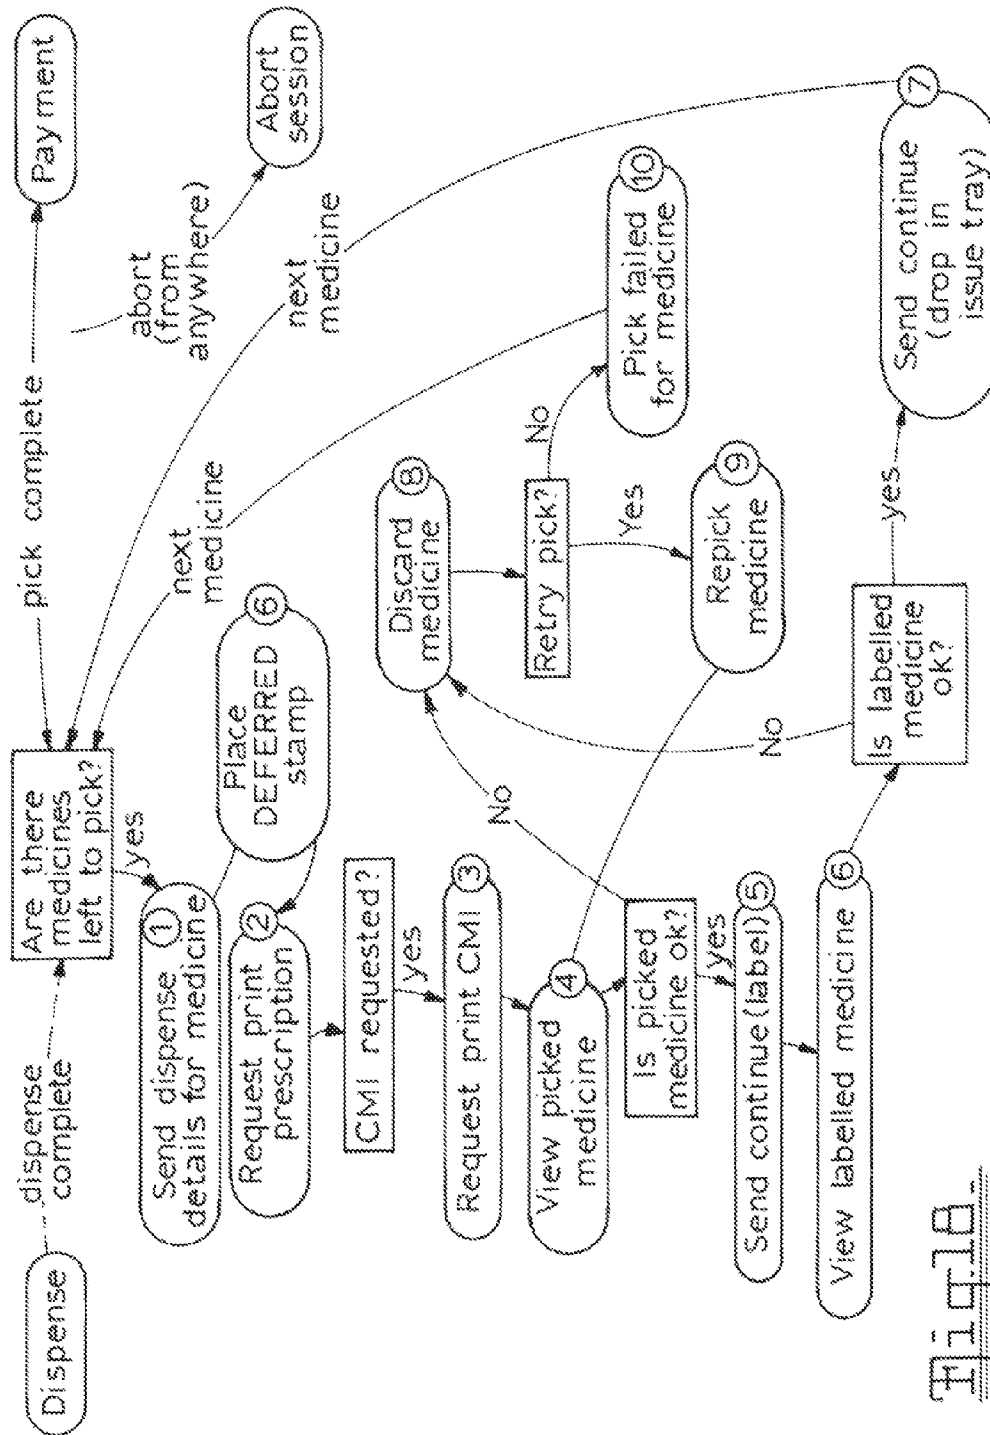 Dispense
dispense
complete
Are there
medicines
left to pick?
pick complete
Payment
abort
(from
anywhere)
Abort
session
yes
1
Send dispense
details for medicine
Place
DEFERRED
stamp
6
next
medicine
next
medicine
2
Request print
prescription
CMI requested?
yes
3
Request print CMI
4
View picked
medicine
Is picked
medicine ok?
No
yes
5
Send continue(label)
6
View labelled medicine
Is labelled
medicine
ok?
No
yes
7
Send continue
(drop in
issue tray)
8
Discard
medicine
Retry pick?
No
Yes
9
Repick
medicine
10
Pick failed
for medicine
Fig.1A.